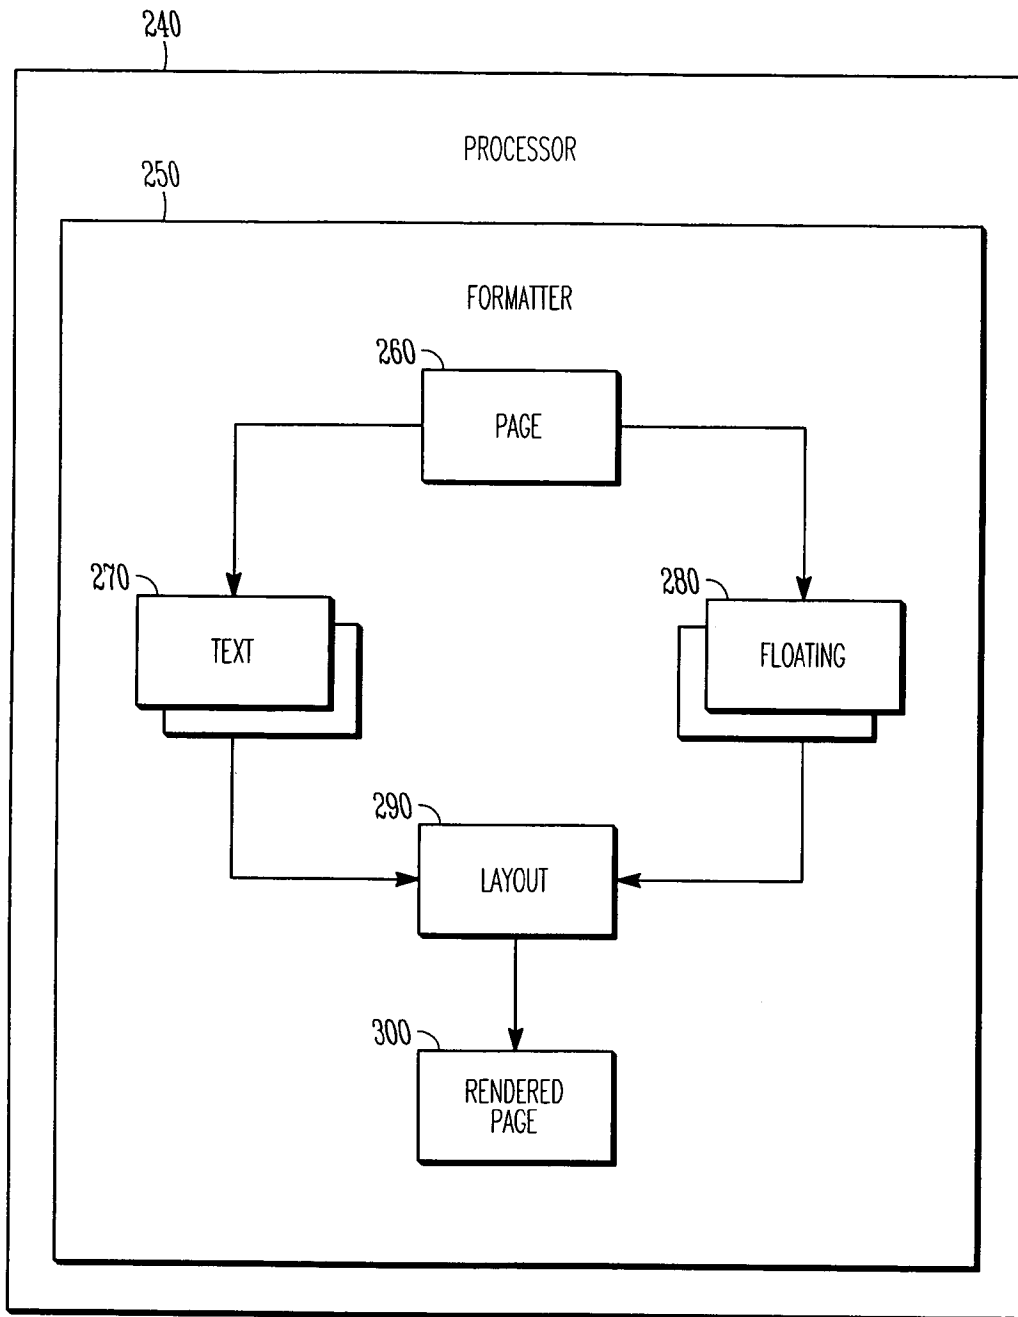 240
PROCESSOR
250
FORMATTER
260
PAGE
270
TEXT
280
FLOATING
290
LAYOUT
300
RENDERED
PAGE